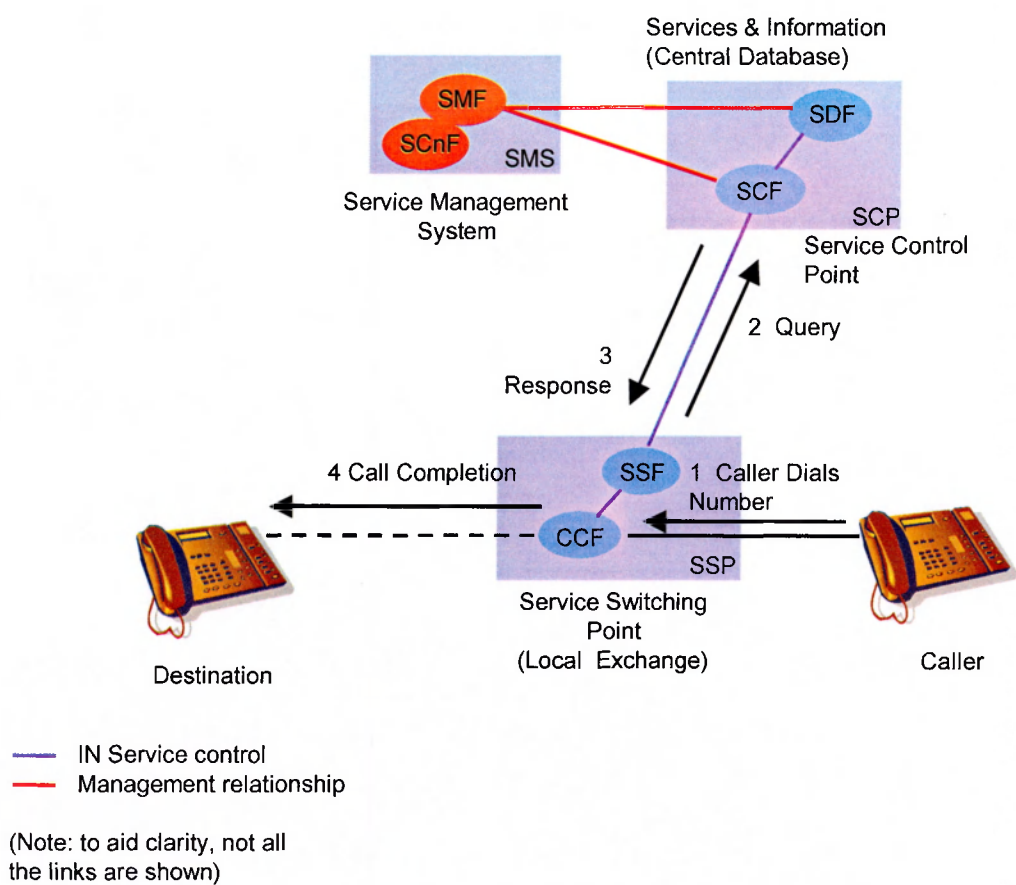 Services & Information
(Central Database)
SMF
SDF
SCnF
SMS
SCF
Service Management
System
SCP
Service Control
Point
2 Query
3
Response
4 Call Completion
SSF
1 Caller Dials
Number
CCF
SSP
Service Switching
Point
(Local Exchange)
Destination
Caller
IN Service control
Management relationship
(Note: to aid clarity, not all
the links are shown)